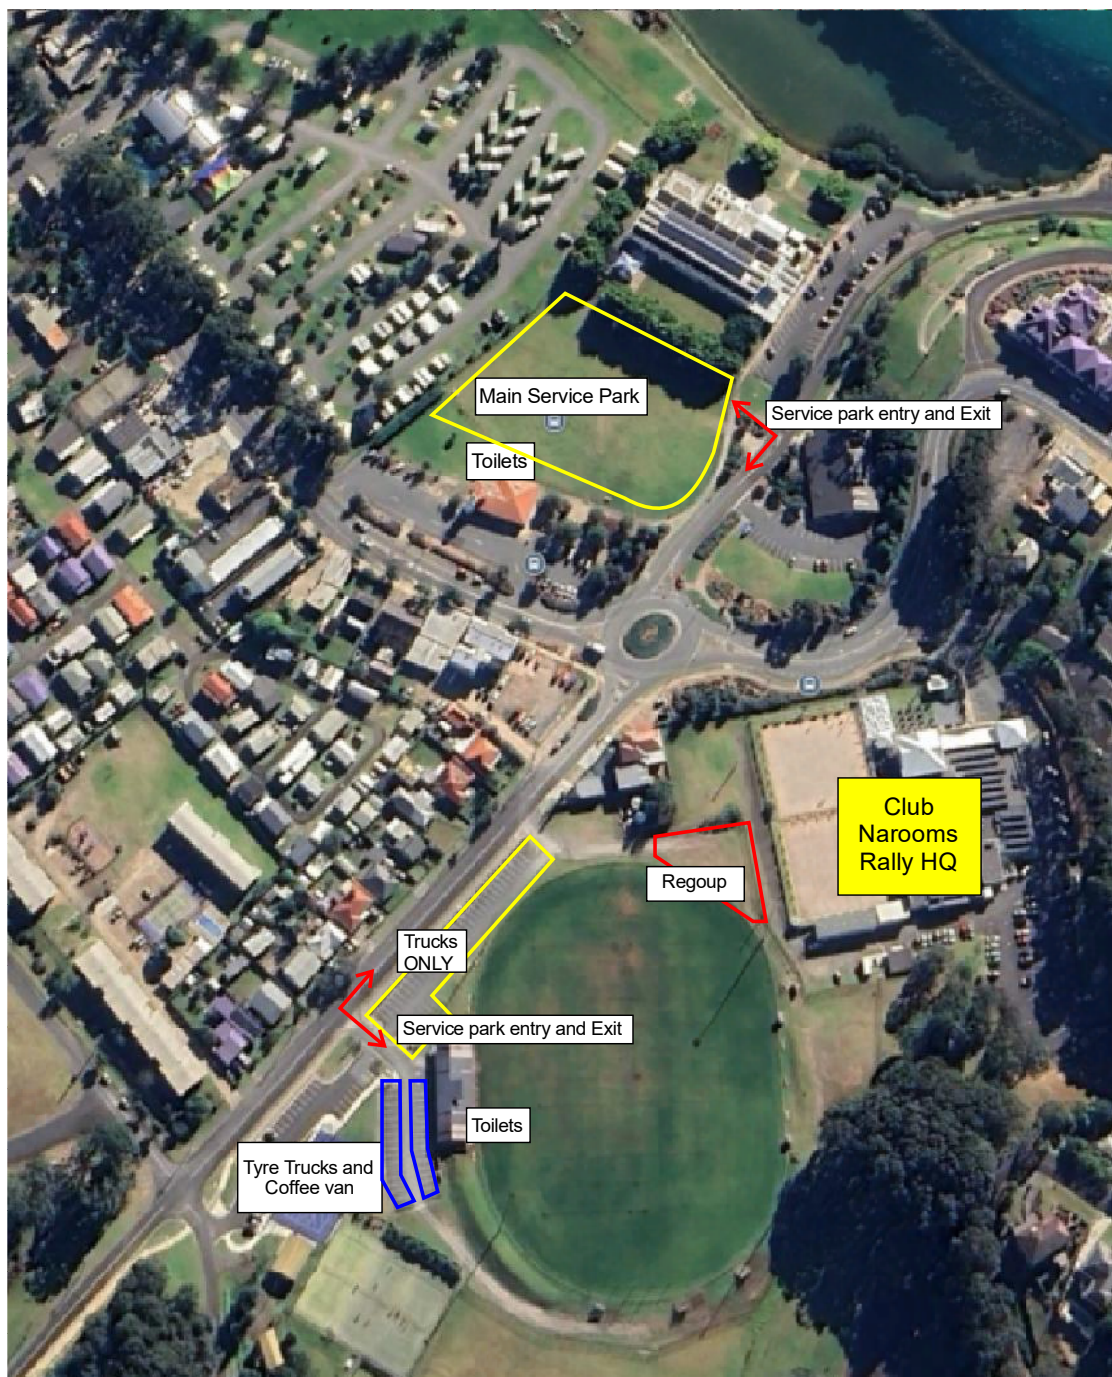 Main Service Park
Service park entry and Exit
Toilets
Club
Narooms
Rally HQ
Regoup
Trucks
ONLY
Service park entry and Exit
Toilets
Tyre Trucks and
Coffee van